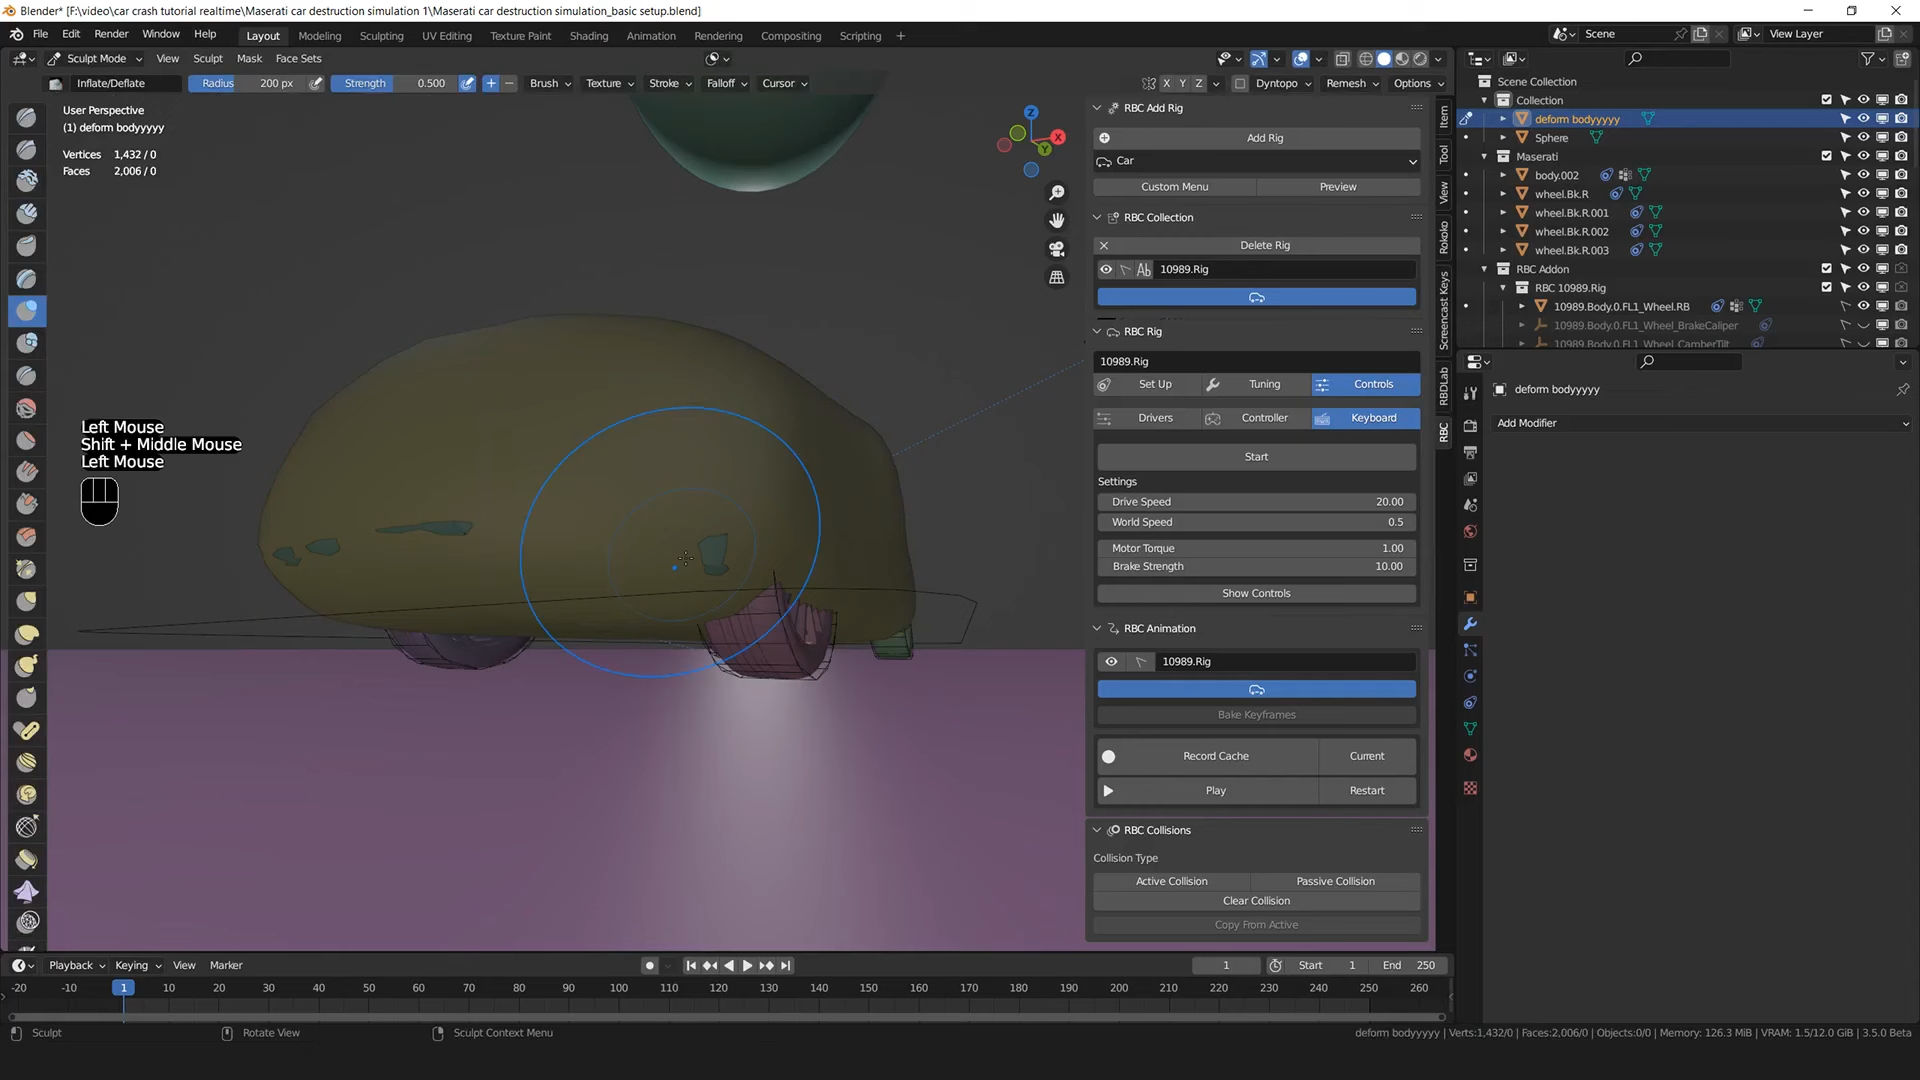 Blender* [F:\video\car crash tutorial realtime\Maserati car destruction simulation 1\Maserati car destruction simulation_basic setup.blend]
File Edit Render Window Help Layout Modeling Sculpting UV Editing Texture Paint Shading Animation Rendering Compositing Scripting + Scene View Layer
Sculpt Mode View Sculpt Mask Face Sets
Inflate/Deflate Radius 200 px Strength 0.500 Brush Texture Stroke Falloff Cursor X Y Z Dyntopo Remesh Options
User Perspective
(1) deform bodyyyyy
Vertices 1,432 / 0
Faces 2,006 / 0
Z
X
Y
Left Mouse
Shift + Middle Mouse
Left Mouse
RBC Add Rig
Add Rig
Car
Custom Menu Preview
RBC Collection
Delete Rig
Ab 10989.Rig
RBC Rig
10989.Rig
Set Up Tuning Controls
Drivers Controller Keyboard
Start
Settings
Drive Speed 20.00
World Speed 0.5
Motor Torque 1.00
Brake Strength 10.00
Show Controls
RBC Animation
10989.Rig
Bake Keyframes
Record Cache Current
Play Restart
RBC Collisions
Collision Type
Active Collision Passive Collision
Clear Collision
Copy From Active
Item
Tool
View
Rokoko
Screencast Keys
RBDLab
RBC
Scene Collection
Collection
deform bodyyyyy
Sphere
Maserati
body.002
wheel.Bk.R
wheel.Bk.R.001
wheel.Bk.R.002
wheel.Bk.R.003
RBC Addon
RBC 10989.Rig
10989.Body.0.FL1_Wheel.RB
10989.Body.0.FL1_Wheel_BrakeCaliper
10989.Body.0.FL1_Wheel_CamberTilt
deform bodyyyyy
Add Modifier
Playback Keying View Marker 1 Start 1 End 250
-20 -10 1 10 20 30 40 50 60 70 80 90 100 110 120 130 140 150 160 170 180 190 200 210 220 230 240 250 260
Sculpt Rotate View Sculpt Context Menu deform bodyyyyy | Verts:1,432/0 | Faces:2,006/0 | Objects:0/0 | Memory: 126.3 MiB | VRAM: 1.5/12.0 GiB | 3.5.0 Beta